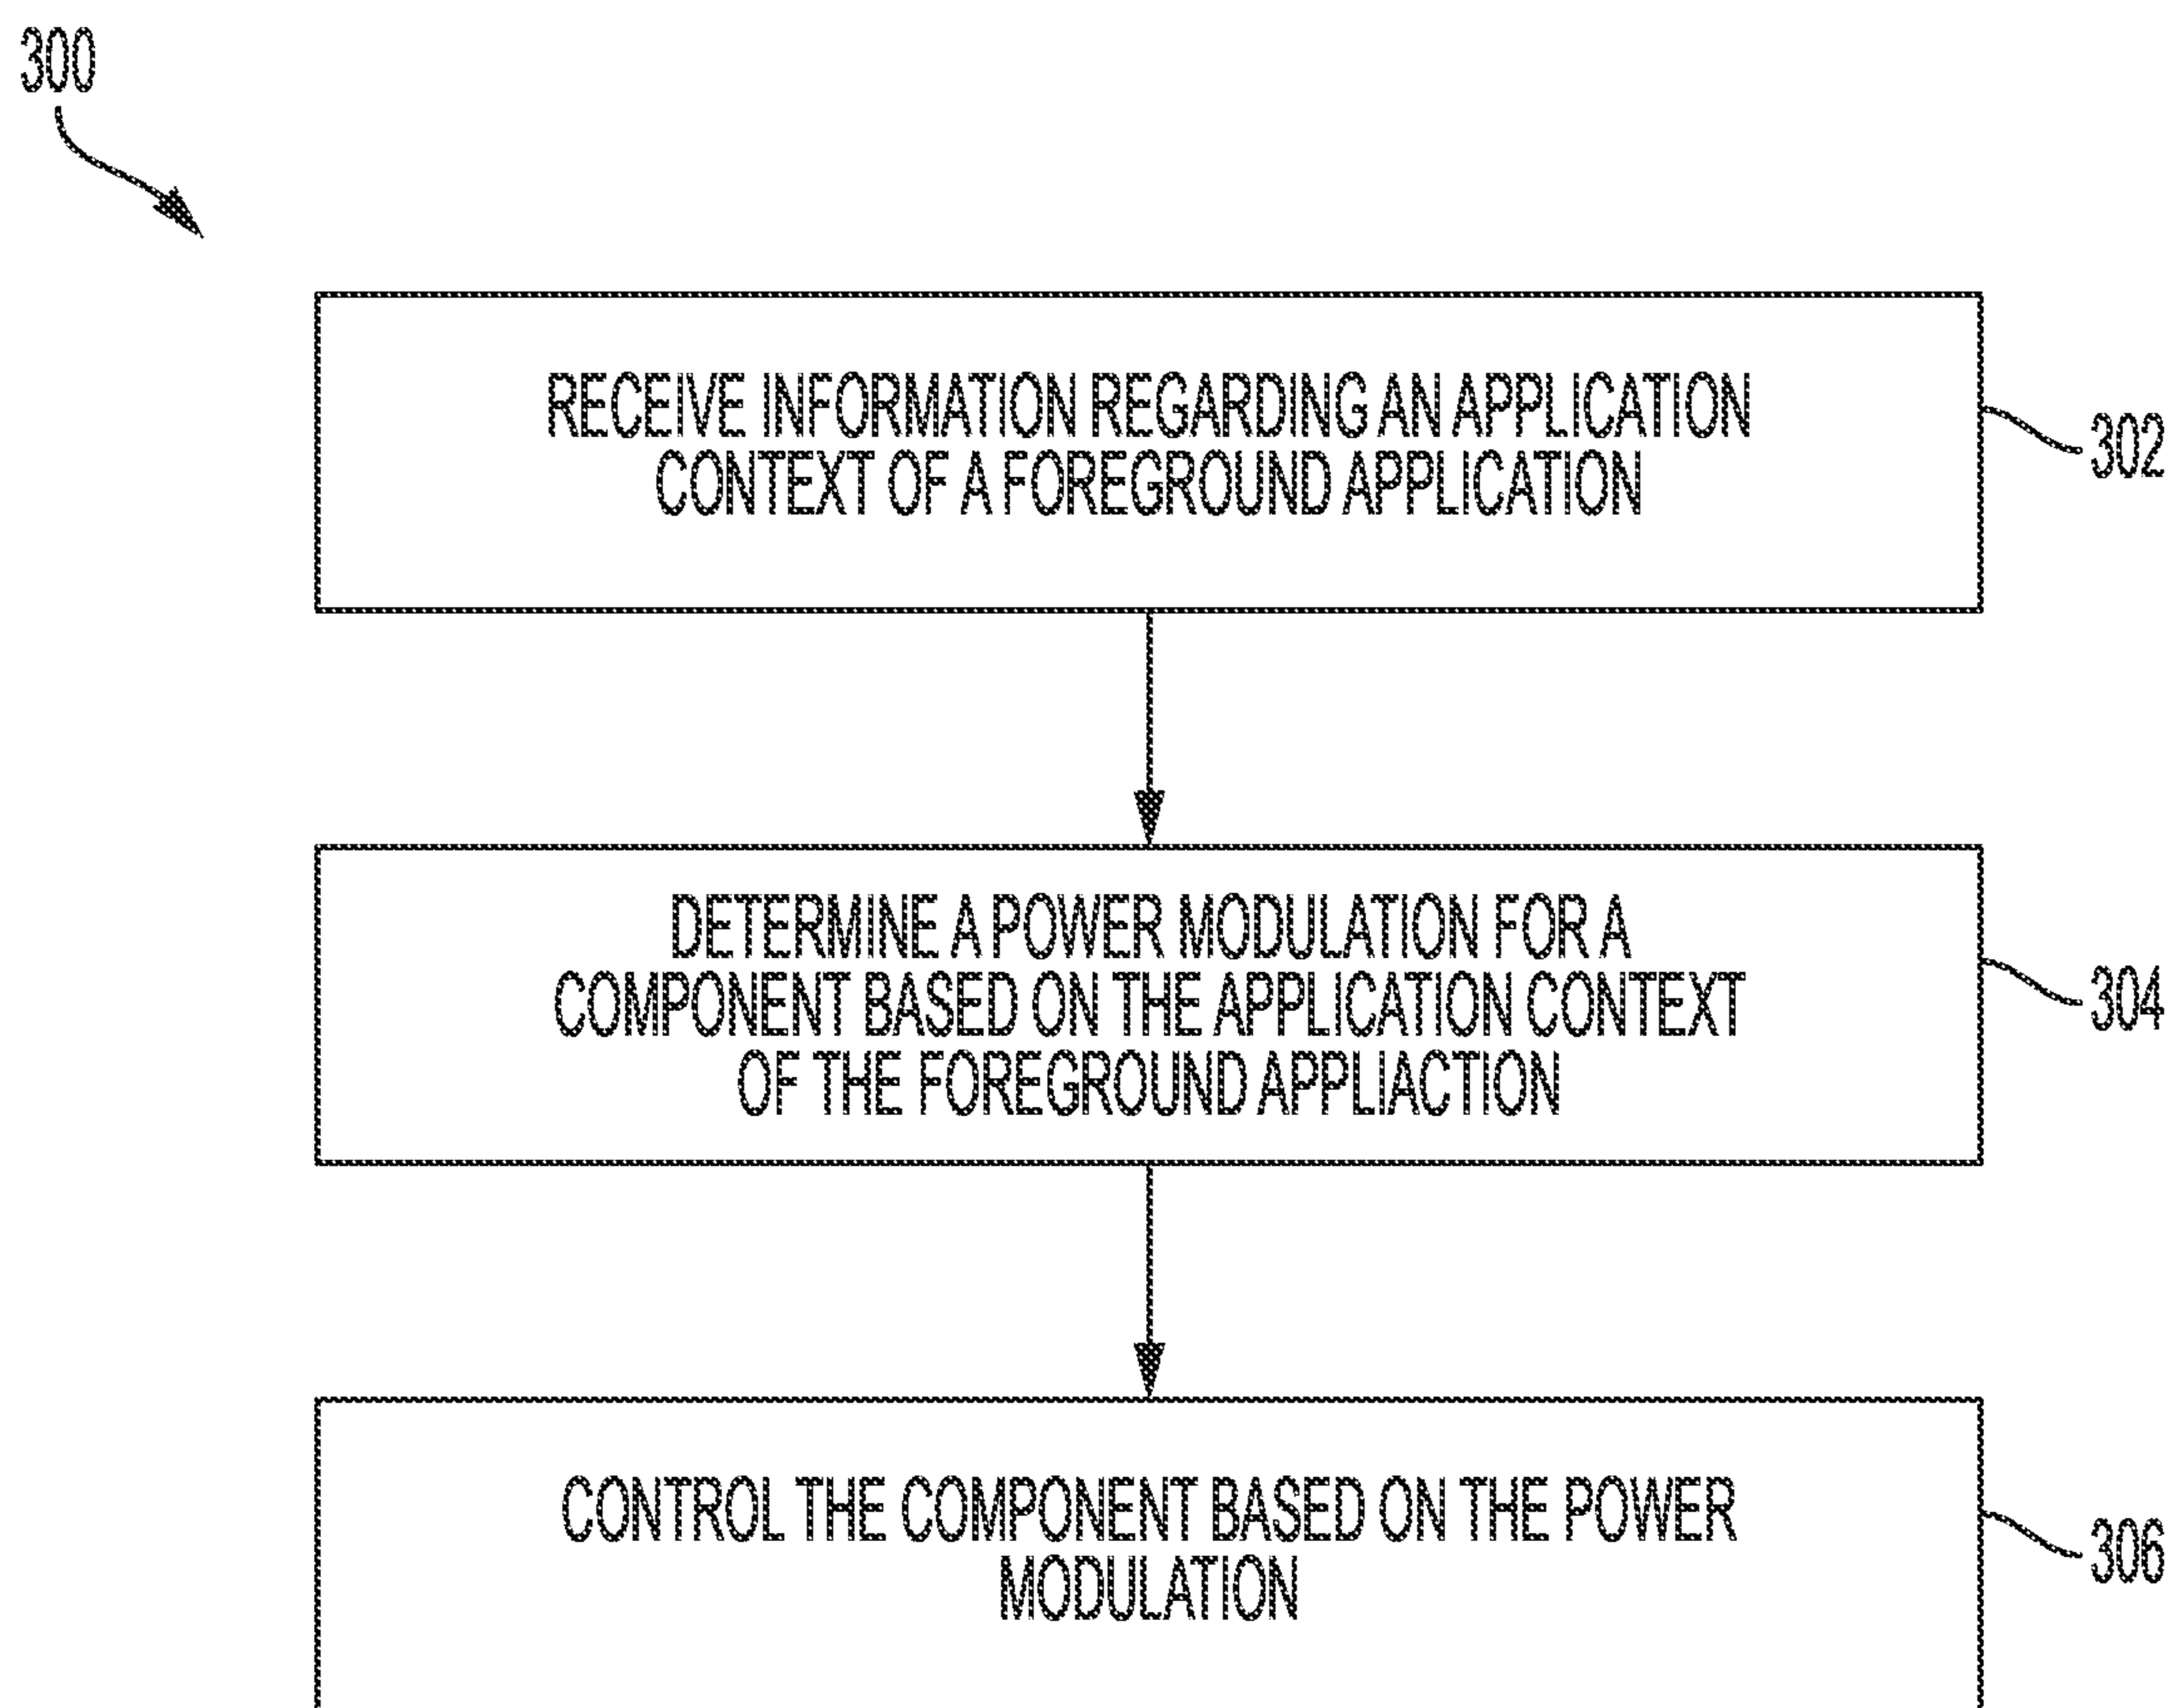 300
RECEIVE INFORMATION REGARDING AN APPLICATION
CONTEXT OF A FOREGROUND APPLICATION
302
DETERMINE A POWER MODULATION FOR A
COMPONENT BASED ON THE APPLICATION CONTEXT
OF THE FOREGROUND APPLIACTION
304
CONTROL THE COMPONENT BASED ON THE POWER
MODULATION
306